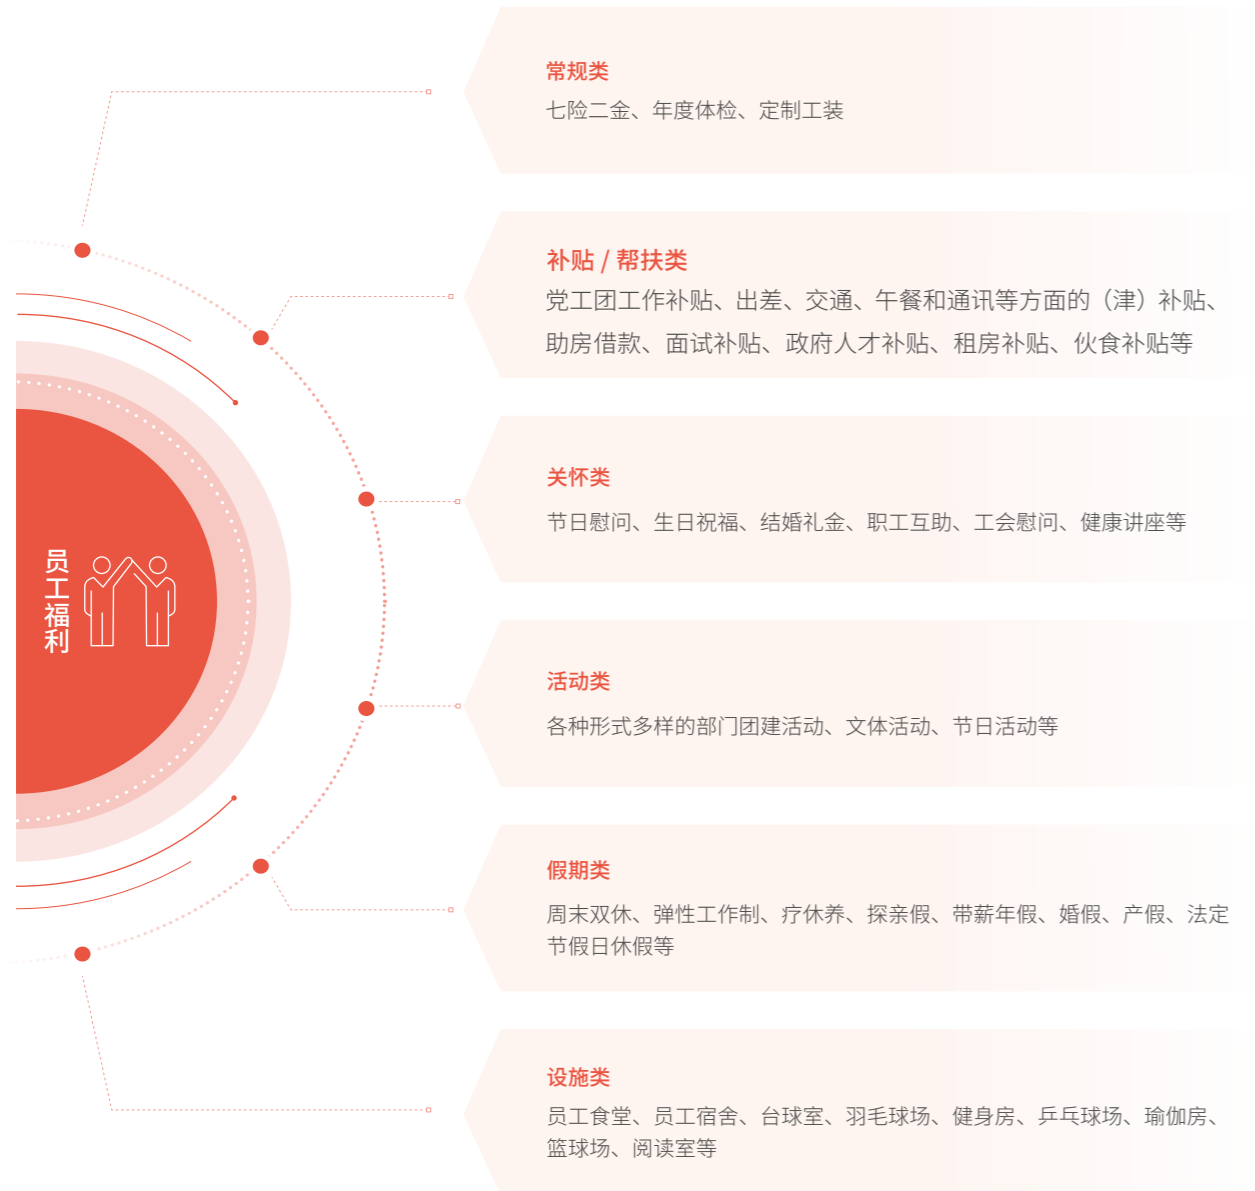 员工福利
常规类
七险二金、年度体检、定制工装
补贴 / 帮扶类
党工团工作补贴、出差、交通、午餐和通讯等方面的（津）补贴、
助房借款、面试补贴、政府人才补贴、租房补贴、伙食补贴等
关怀类
节日慰问、生日祝福、结婚礼金、职工互助、工会慰问、健康讲座等
活动类
各种形式多样的部门团建活动、文体活动、节日活动等
假期类
周末双休、弹性工作制、疗休养、探亲假、带薪年假、婚假、产假、法定
节假日休假等
设施类
员工食堂、员工宿舍、台球室、羽毛球场、健身房、乒乓球场、瑜伽房、
篮球场、阅读室等